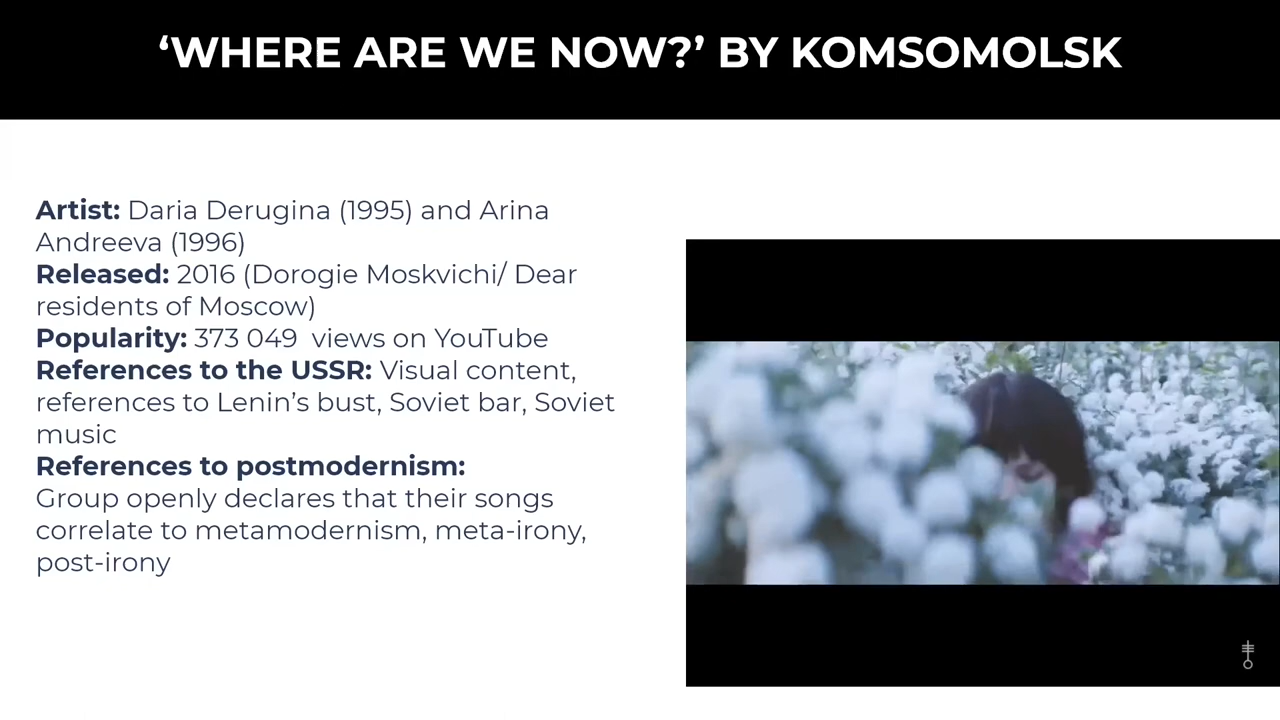 ‘WHERE ARE WE NOW?’ BY KOMSOMOLSK
Artist: Daria Derugina (1995) and Arina
Andreeva (1996)
Released: 2016 (Dorogie Moskvichi/ Dear
residents of Moscow)
Popularity: 373 049  views on YouTube
References to the USSR: Visual content,
references to Lenin’s bust, Soviet bar, Soviet
music
References to postmodernism:
Group openly declares that their songs
correlate to metamodernism, meta-irony,
post-irony